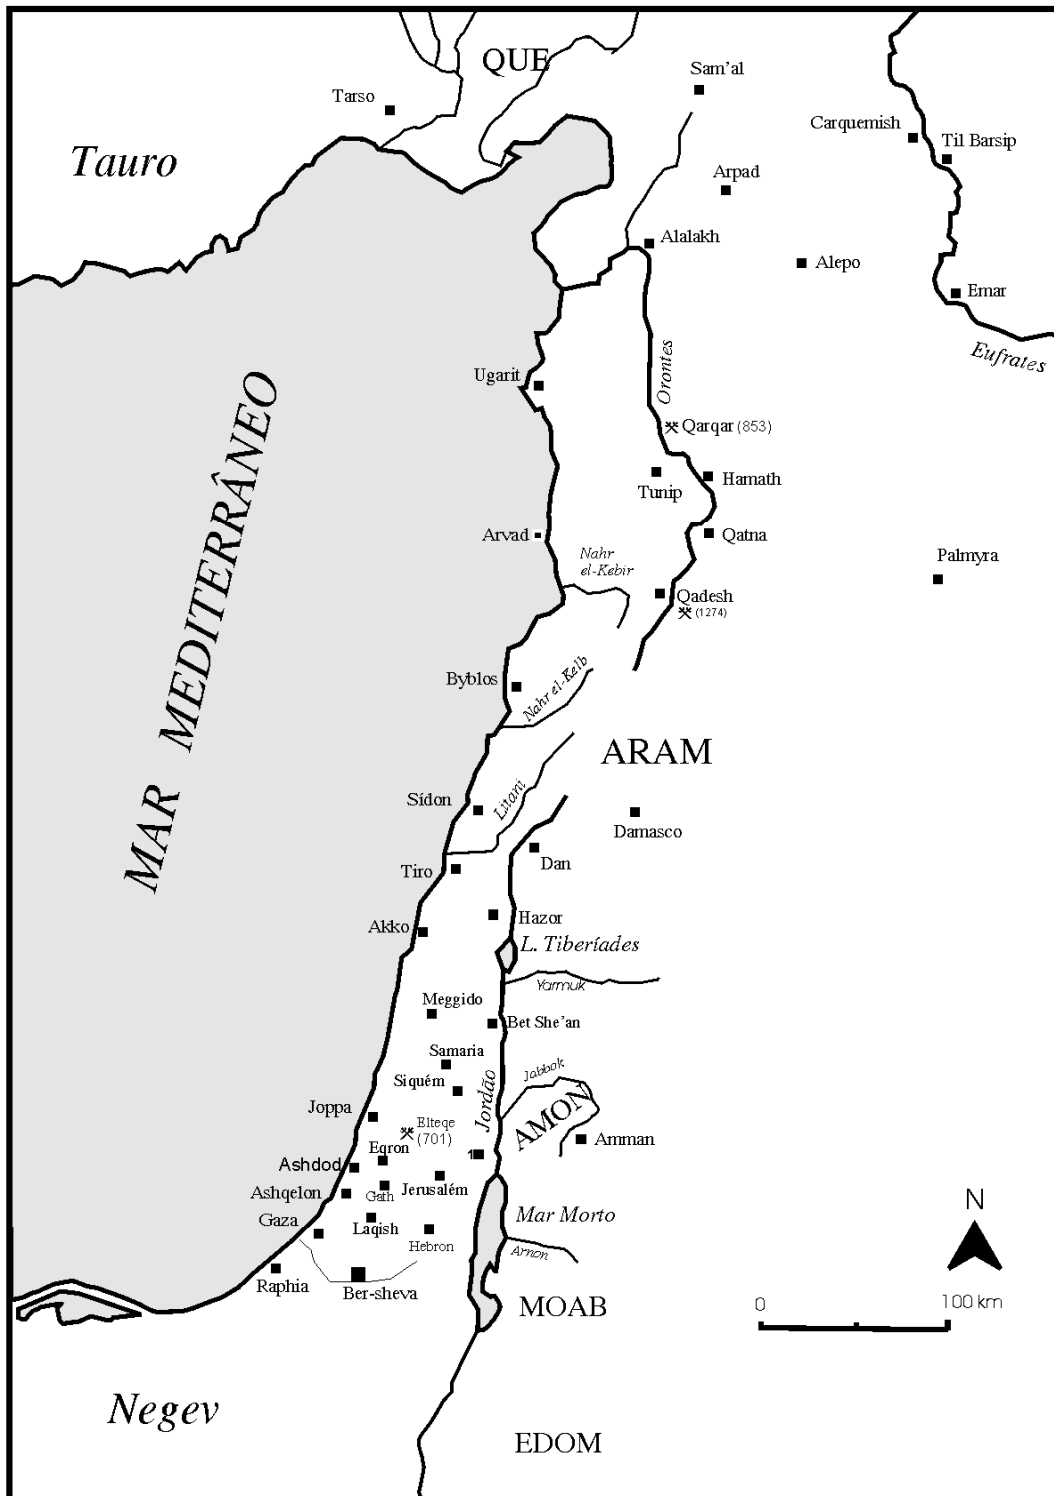 QUE
Sam'al
Tarso
Carquemish
Til Barsip
Tauro
Arpad
Alalakh
Alepo
Emar
Eufrates
Orontes
Ugarit
MAR MEDITERRÂNEO
Qarqar (853)
Tunip
Hamath
Arvad
Qatna
Nahr
el-Kebir
Palmyra
Qadesh
(1274)
Byblos
Nahr el-Kelb
ARAM
Sídon
Litani
Damasco
Tiro
Dan
Akko
Hazor
L. Tiberíades
Yarmuk
Meggido
Bet She'an
Samaria
Siquém
Jordão
Jabbok
AMON
Joppa
Elteqe
(701)
Amman
Eqron
1
Ashdod
Ashqelon
Gath
Jerusalém
Gaza
Laqish
Hebron
Mar Morto
Arnon
N
Raphia
Ber-sheva
MOAB
0
100 km
Negev
EDOM